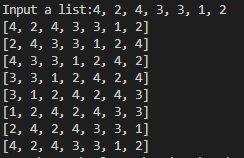 Input a list:4, 2, 4, 3, 3, 1, 2
[4, 2, 4, 3, 3, 1, 2]
[2, 4, 3, 3, 1, 2, 4]
[4, 3, 3, 1, 2, 4, 2]
[3, 3, 1, 2, 4, 2, 4]
[3, 1, 2, 4, 2, 4, 3]
[1, 2, 4, 2, 4, 3, 3]
[2, 4, 2, 4, 3, 3, 1]
[4, 2, 4, 3, 3, 1, 2]